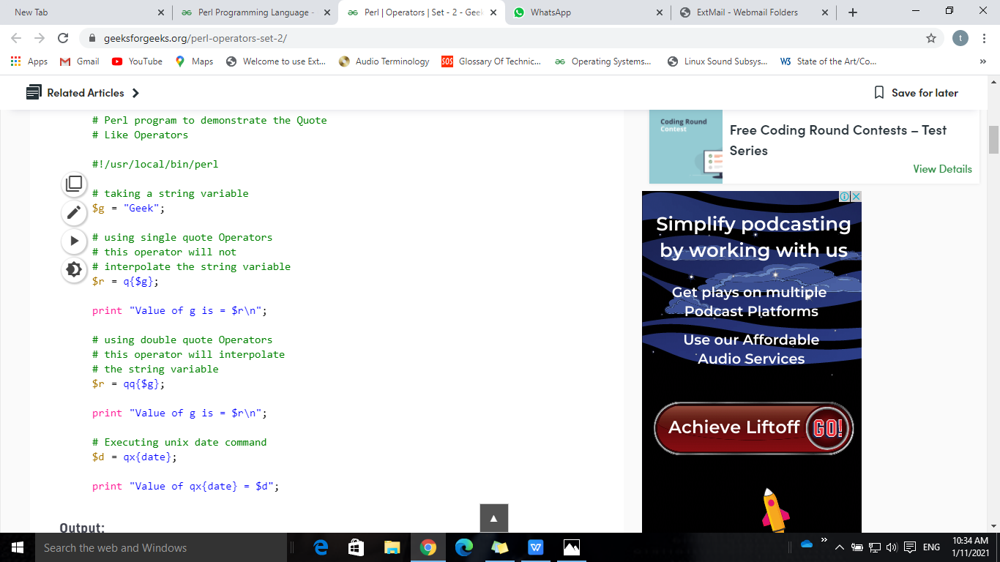 New Tab
Perl Programming Language -
Perl | Operators | Set - 2 - Geek
WhatsApp
ExtMail - Webmail Folders
geeksforgeeks.org/perl-operators-set-2/
t
Apps
Gmail
YouTube
Maps
Welcome to use Ext...
Audio Terminology
SOS
Glossary Of Technic...
Operating Systems...
Linux Sound Subsys...
W3
State of the Art/Co...
»
Related Articles
Save for later
# Perl program to demonstrate the Quote
# Like Operators
#!/usr/local/bin/perl
# taking a string variable
$g = "Geek";
# using single quote Operators
# this operator will not
# interpolate the string variable
$r = q{$g};
print "Value of g is = $r\n";
# using double quote Operators
# this operator will interpolate
# the string variable
$r = qq{$g};
print "Value of g is = $r\n";
# Executing unix date command
$d = qx{date};
print "Value of qx{date} = $d";
Output:
Coding Round
Contest
Free Coding Round Contests – Test
Series
View Details
Simplify podcasting
by working with us
Get plays on multiple
Podcast Platforms
Use our Affordable
Audio Services
Achieve Liftoff
GO!
Search the web and Windows
W
ENG
10:34 AM
1/11/2021